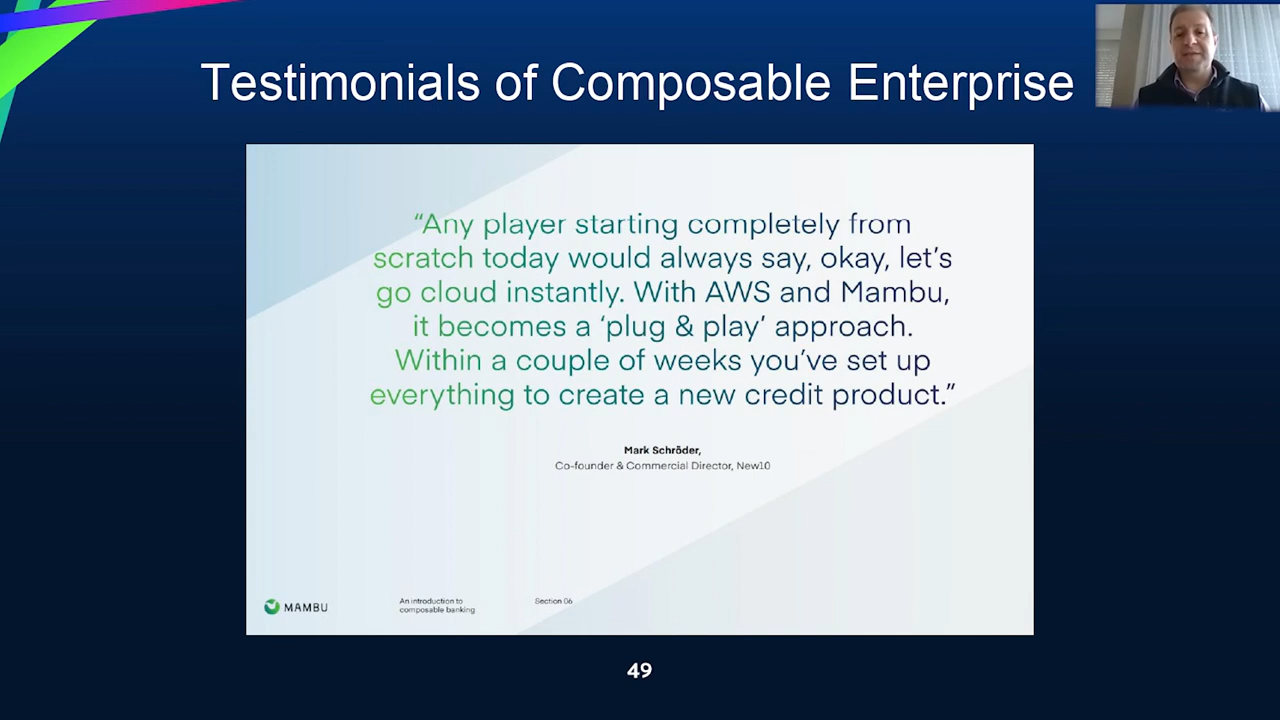 Testimonials of Composable Enterprise
“Any player starting completely from
scratch today would always say, okay, let’s
go cloud instantly. With AWS and Mambu,
it becomes a ‘plug & play’ approach.
Within a couple of weeks you’ve set up
everything to create a new credit product.”
Mark Schröder,
Co-founder & Commercial Director, New10
MAMBU
An introduction to
composable banking
Section 06
49